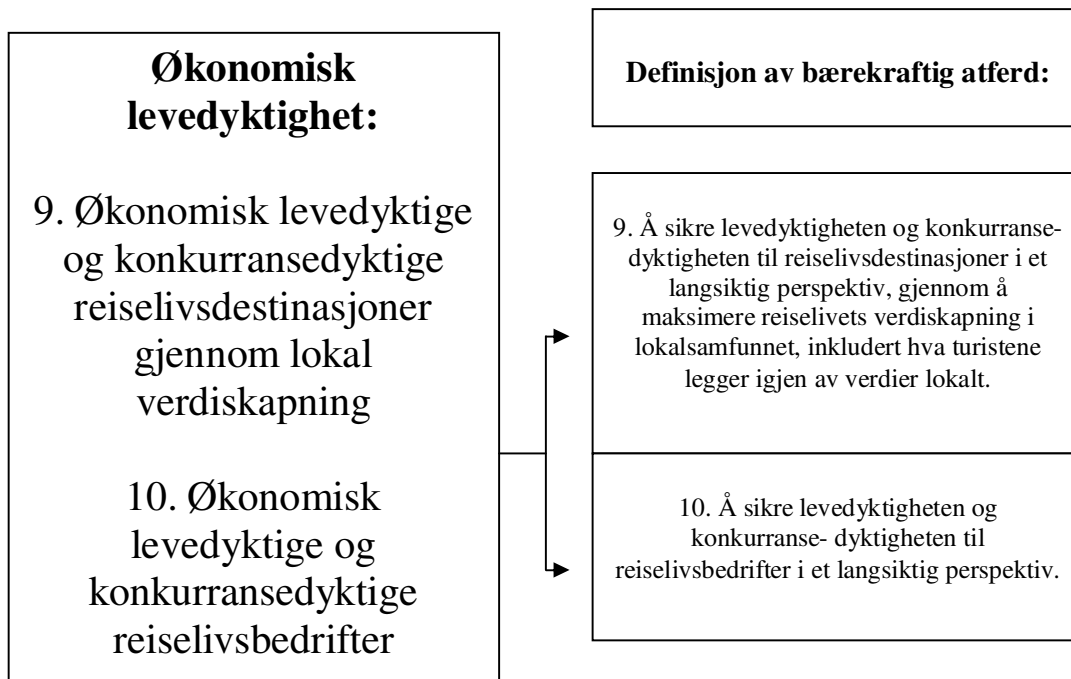 Økonomisk
levedyktighet:
9. Økonomisk levedyktige
og konkurransedyktige
reiselivsdestinasjoner
gjennom lokal
verdiskapning
10. Økonomisk
levedyktige og
konkurransedyktige
reiselivsbedrifter
Definisjon av bærekraftig atferd:
9. Å sikre levedyktigheten og konkurranse-
dyktigheten til reiselivsdestinasjoner i et
langsiktig perspektiv, gjennom å
maksimere reiselivets verdiskapning i
lokalsamfunnet, inkludert hva turistene
legger igjen av verdier lokalt.
10. Å sikre levedyktigheten og
konkurranse- dyktigheten til
reiselivsbedrifter i et langsiktig perspektiv.